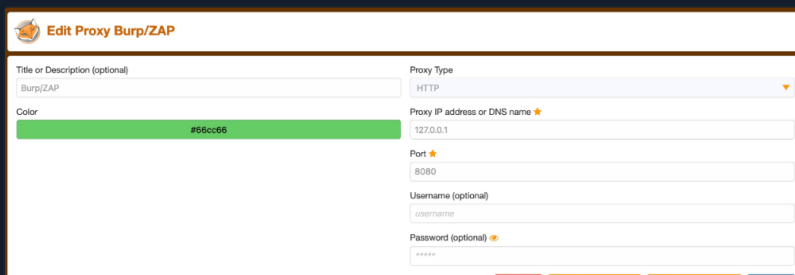 Edit Proxy Burp/ZAP
Title or Description (optional)
Burp/ZAP
Color
#66cc66
Proxy Type
HTTP
Proxy IP address or DNS name
127.0.0.1
Port
8080
Username (optional)
username
Password (optional)
*****